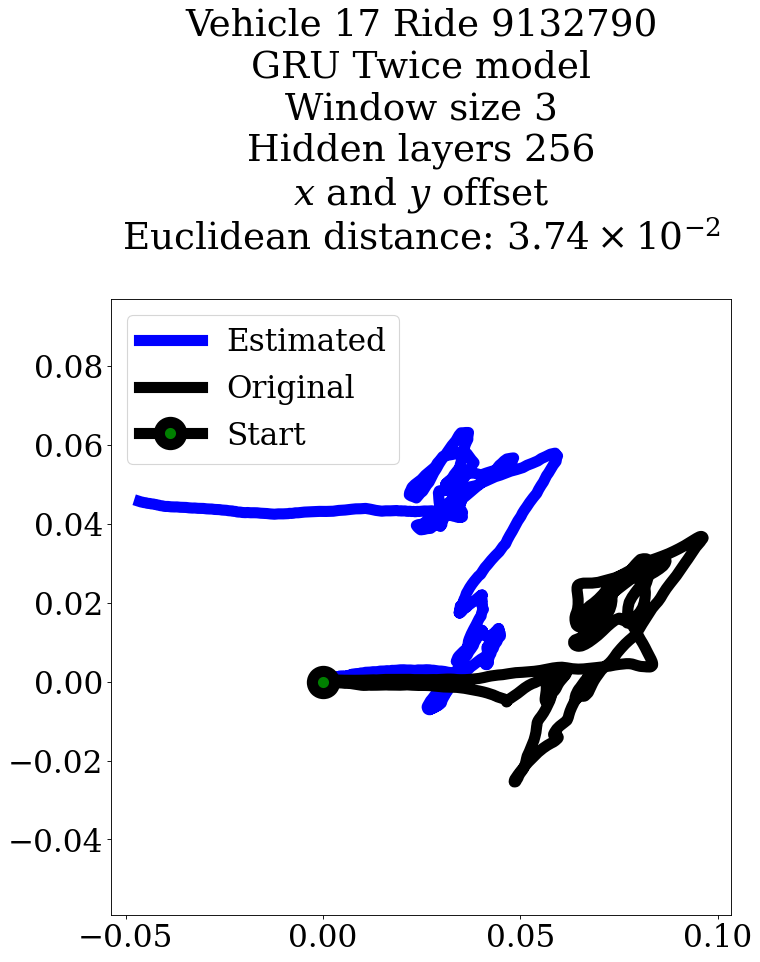 Vehicle 17 Ride 9132790
GRU Twice model
Window size 3
Hidden layers 256
x and y offset
Euclidean distance: 3.74 × 10⁻²
Estimated
Original
Start
0.08
0.06
0.04
0.02
0.00
−0.02
−0.04
−0.05 0.00 0.05 0.10